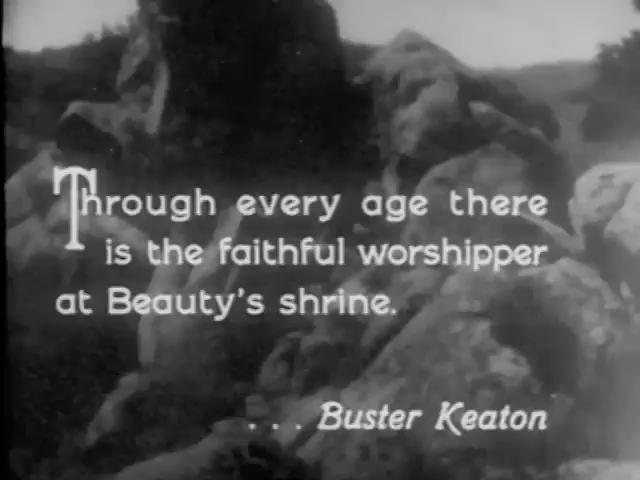 Through every age there
is the faithful worshipper
at Beauty's shrine.
. . . Buster Keaton